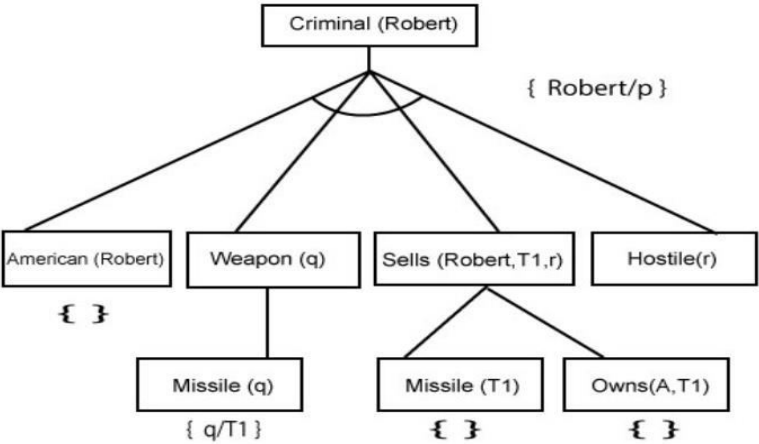 Criminal (Robert)
{ Robert/p }
American (Robert)
Weapon (q)
Sells (Robert,T1,r)
Hostile(r)
{ }
Missile (q)
Missile (T1)
Owns(A,T1)
{ q/T1 }
{ }
{ }